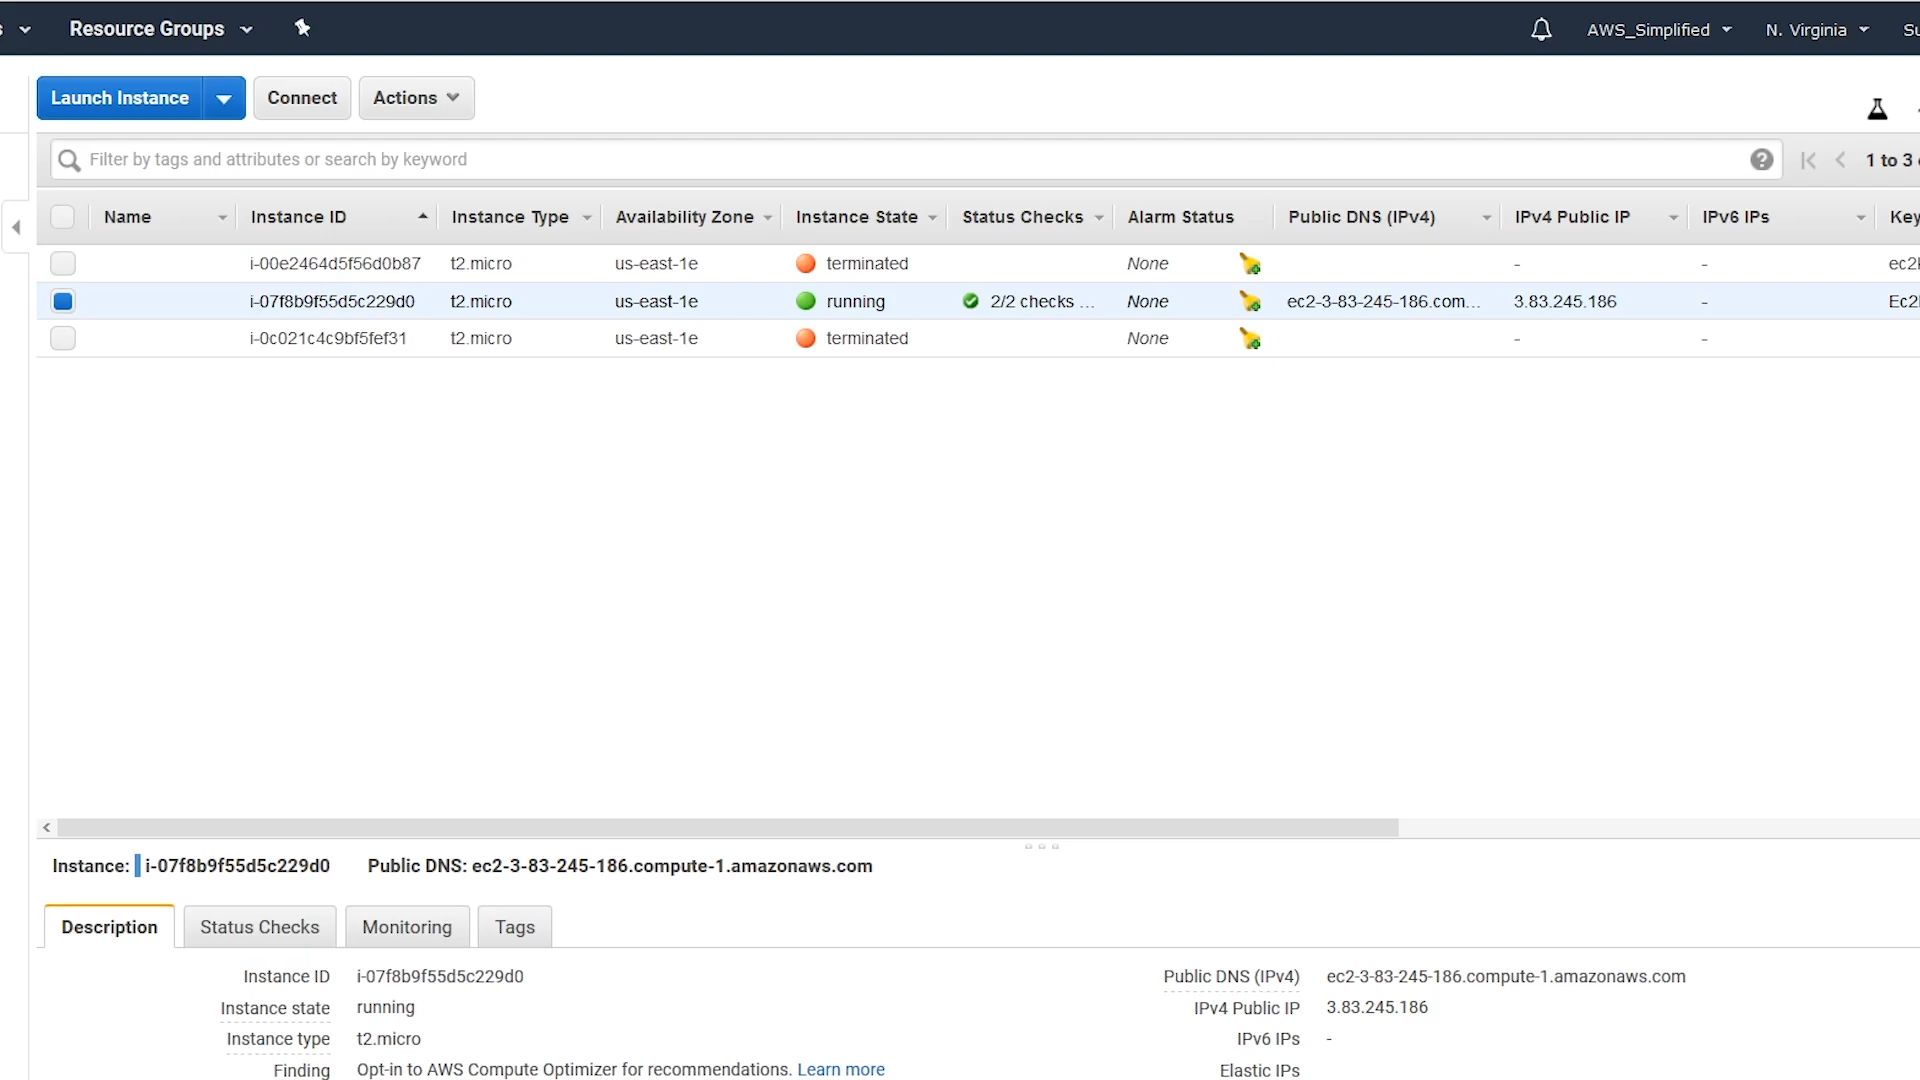 Resource Groups AWS_Simplified N. Virginia
Launch Instance Connect Actions
Filter by tags and attributes or search by keyword 1 to 3
Name Instance ID Instance Type Availability Zone Instance State Status Checks Alarm Status Public DNS (IPv4) IPv4 Public IP IPv6 IPs Key
i-00e2464d5f56d0b87 t2.micro us-east-1e terminated None - -
i-07f8b9f55d5c229d0 t2.micro us-east-1e running 2/2 checks ... None ec2-3-83-245-186.com... 3.83.245.186 -
i-0c021c4c9bf5fef31 t2.micro us-east-1e terminated None - -
Instance: i-07f8b9f55d5c229d0 Public DNS: ec2-3-83-245-186.compute-1.amazonaws.com
Description Status Checks Monitoring Tags
Instance ID i-07f8b9f55d5c229d0 Public DNS (IPv4) ec2-3-83-245-186.compute-1.amazonaws.com
Instance state running IPv4 Public IP 3.83.245.186
Instance type t2.micro IPv6 IPs -
Finding Opt-in to AWS Compute Optimizer for recommendations. Learn more Elastic IPs